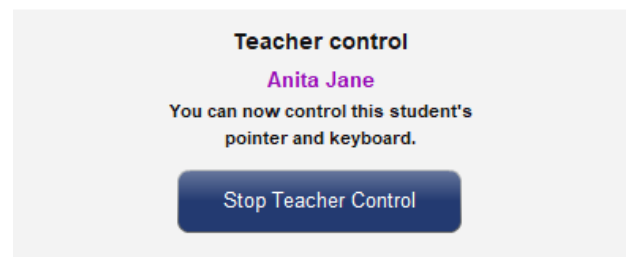 Teacher control
Anita Jane
You can now control this student's
pointer and keyboard.
Stop Teacher Control